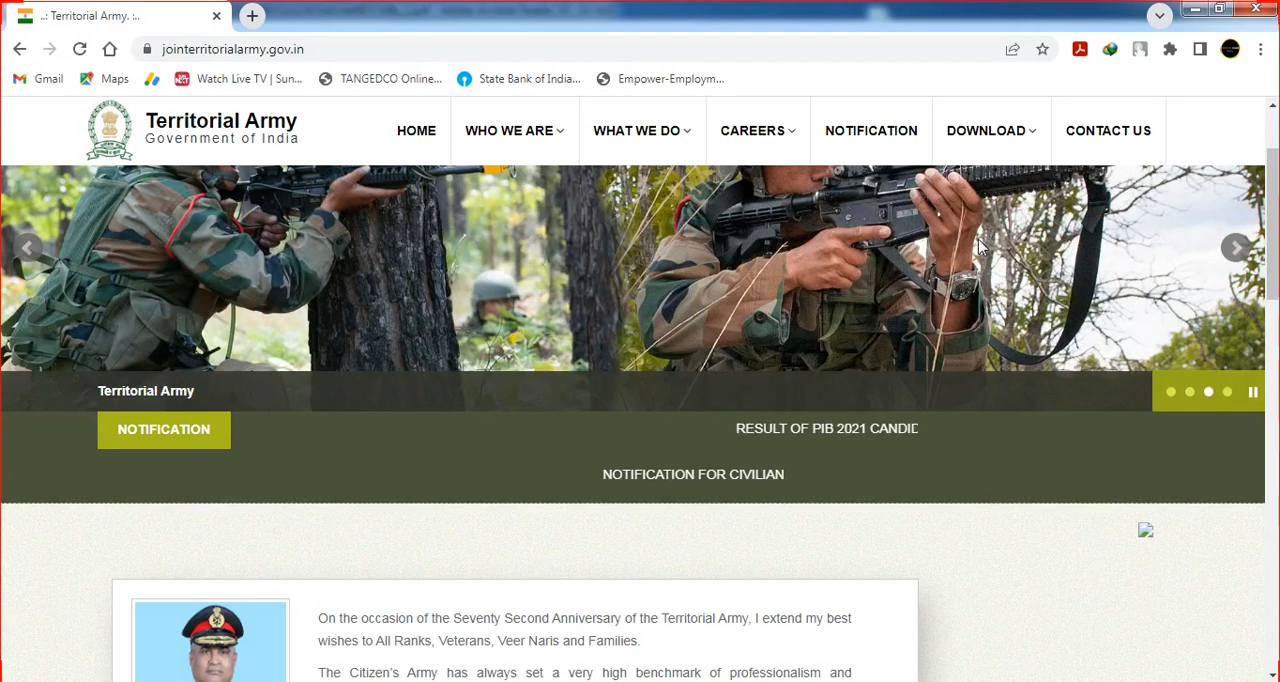 ..: Territorial Army. :..
jointerritorialarmy.gov.in
Gmail Maps Watch Live TV | Sun... TANGEDCO Online... State Bank of India... Empower-Employm...
Territorial Army
Government of India
HOME WHO WE ARE WHAT WE DO CAREERS NOTIFICATION DOWNLOAD CONTACT US
Territorial Army
NOTIFICATION RESULT OF PIB 2021 CANDID
NOTIFICATION FOR CIVILIAN
On the occasion of the Seventy Second Anniversary of the Territorial Army, I extend my best
wishes to All Ranks, Veterans, Veer Naris and Families.
The Citizen's Army has always set a very high benchmark of professionalism and